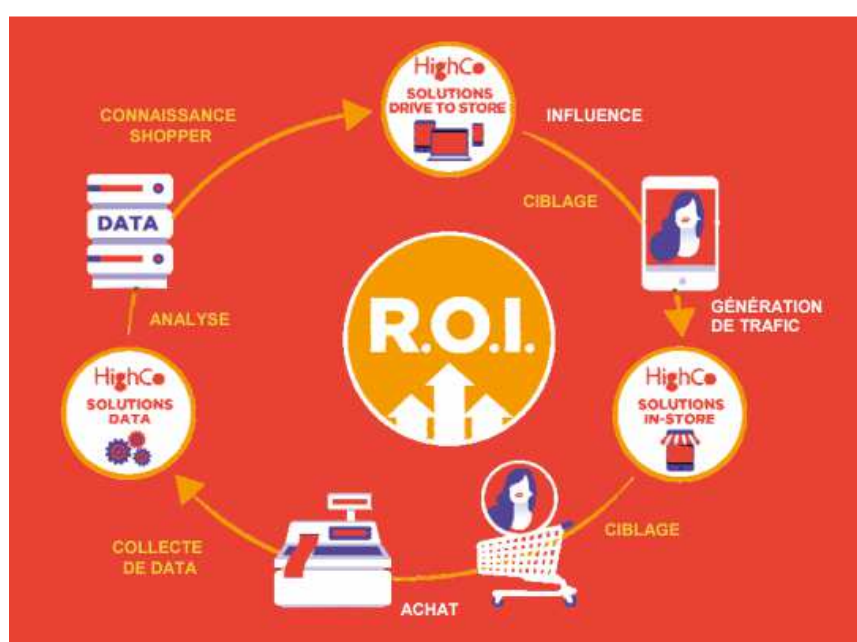 HighCo
SOLUTIONS
DRIVE TO STORE
INFLUENCE
CIBLAGE
GÉNÉRATION
DE TRAFIC
HighCo
SOLUTIONS
IN-STORE
CIBLAGE
ACHAT
COLLECTE
DE DATA
HighCo
SOLUTIONS
DATA
ANALYSE
DATA
CONNAISSANCE
SHOPPER
R.O.I.